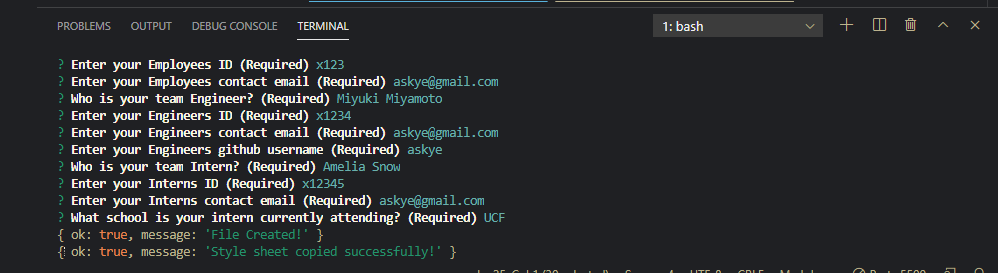 PROBLEMS OUTPUT DEBUG CONSOLE TERMINAL 1: bash
? Enter your Employees ID (Required) x123
? Enter your Employees contact email (Required) askye@gmail.com
? Who is your team Engineer? (Required) Miyuki Miyamoto
? Enter your Engineers ID (Required) x1234
? Enter your Engineers contact email (Required) askye@gmail.com
? Enter your Engineers github username (Required) askye
? Who is your team Intern? (Required) Amelia Snow
? Enter your Interns ID (Required) x12345
? Enter your Interns contact email (Required) askye@gmail.com
? What school is your intern currently attending? (Required) UCF
{ ok: true, message: 'File Created!' }
{ ok: true, message: 'Style sheet copied successfully!' }